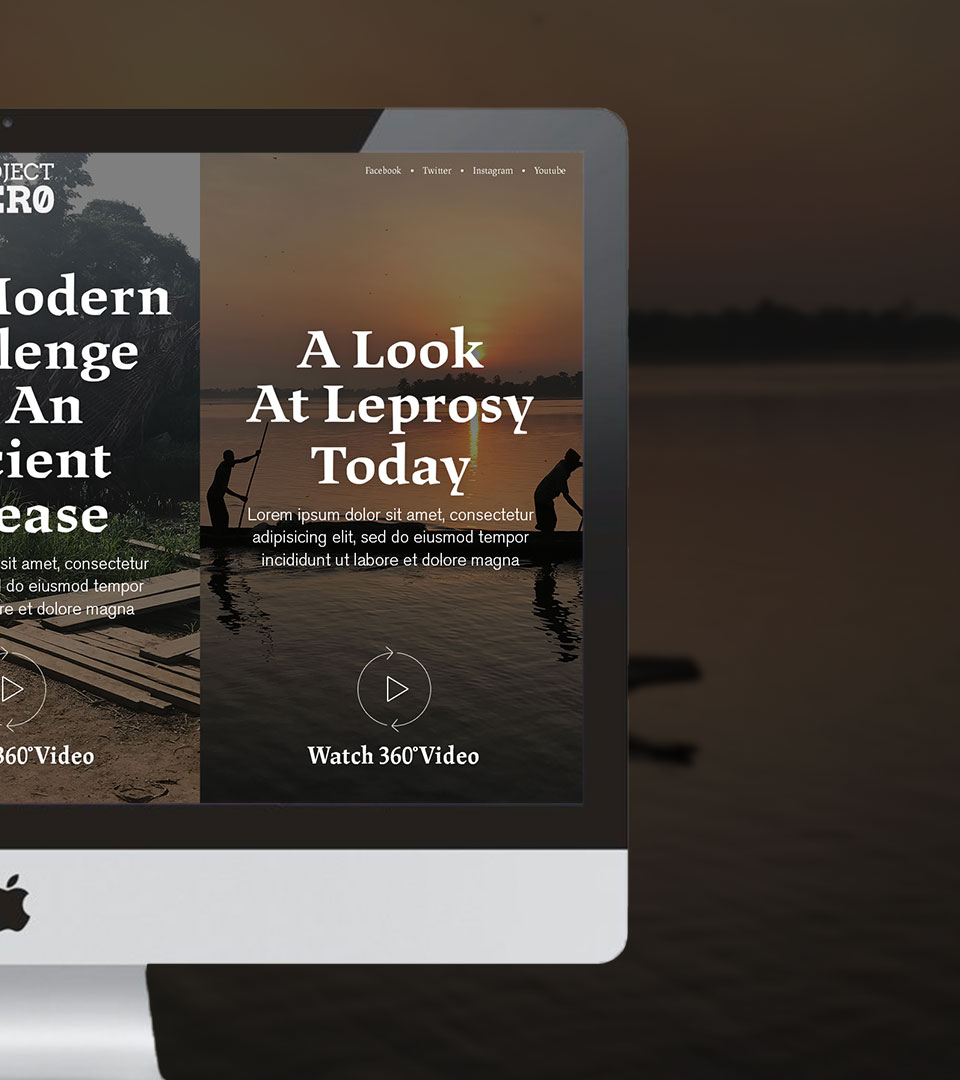 OJECT
ER0
Facebook • Twitter • Instagram • Youtube
Modern
lenge
An
cient
ease
sit amet, consectetur
do eiusmod tempor
re et dolore magna
360°Video
A Look
At Leprosy
Today
Lorem ipsum dolor sit amet, consectetur
adipisicing elit, sed do eiusmod tempor
incididunt ut labore et dolore magna
Watch 360°Video